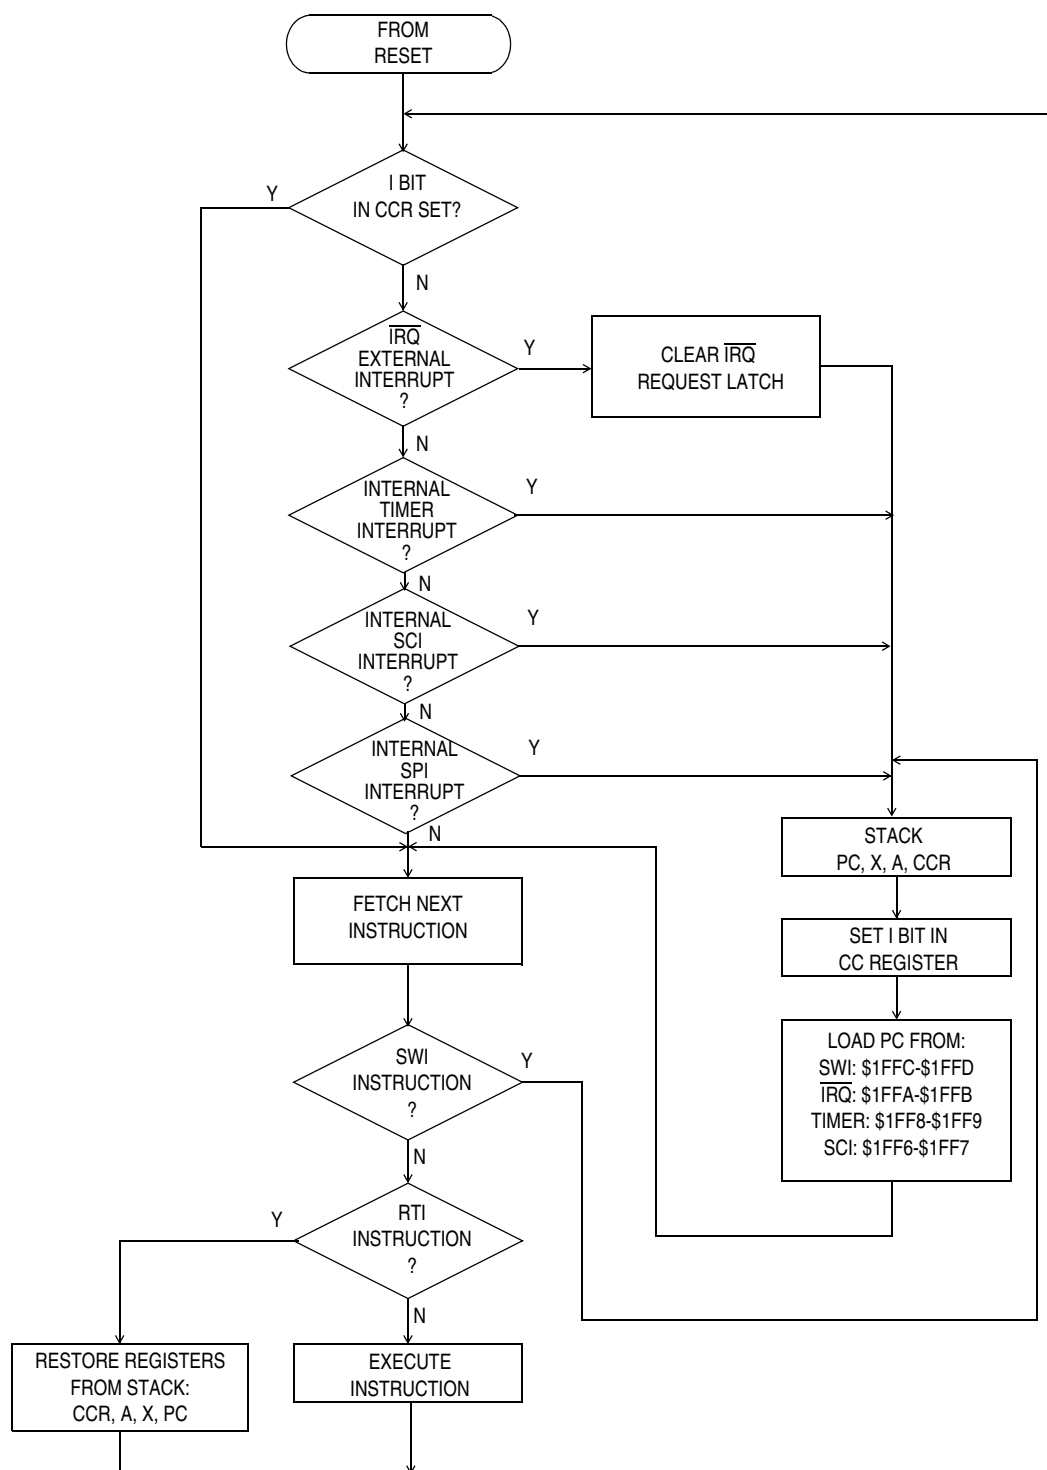 FROM
RESET
I BIT
IN CCR SET?
Y
N
IRQ
EXTERNAL
INTERRUPT
?
Y
CLEAR IRQ
REQUEST LATCH
N
INTERNAL
TIMER
INTERRUPT
?
Y
N
INTERNAL
SCI
INTERRUPT
?
Y
N
INTERNAL
SPI
INTERRUPT
?
Y
N
STACK
PC, X, A, CCR
FETCH NEXT
INSTRUCTION
SET I BIT IN
CC REGISTER
LOAD PC FROM:
SWI: $1FFC-$1FFD
IRQ: $1FFA-$1FFB
TIMER: $1FF8-$1FF9
SCI: $1FF6-$1FF7
SWI
INSTRUCTION
?
Y
N
RTI
INSTRUCTION
?
Y
N
RESTORE REGISTERS
FROM STACK:
CCR, A, X, PC
EXECUTE
INSTRUCTION